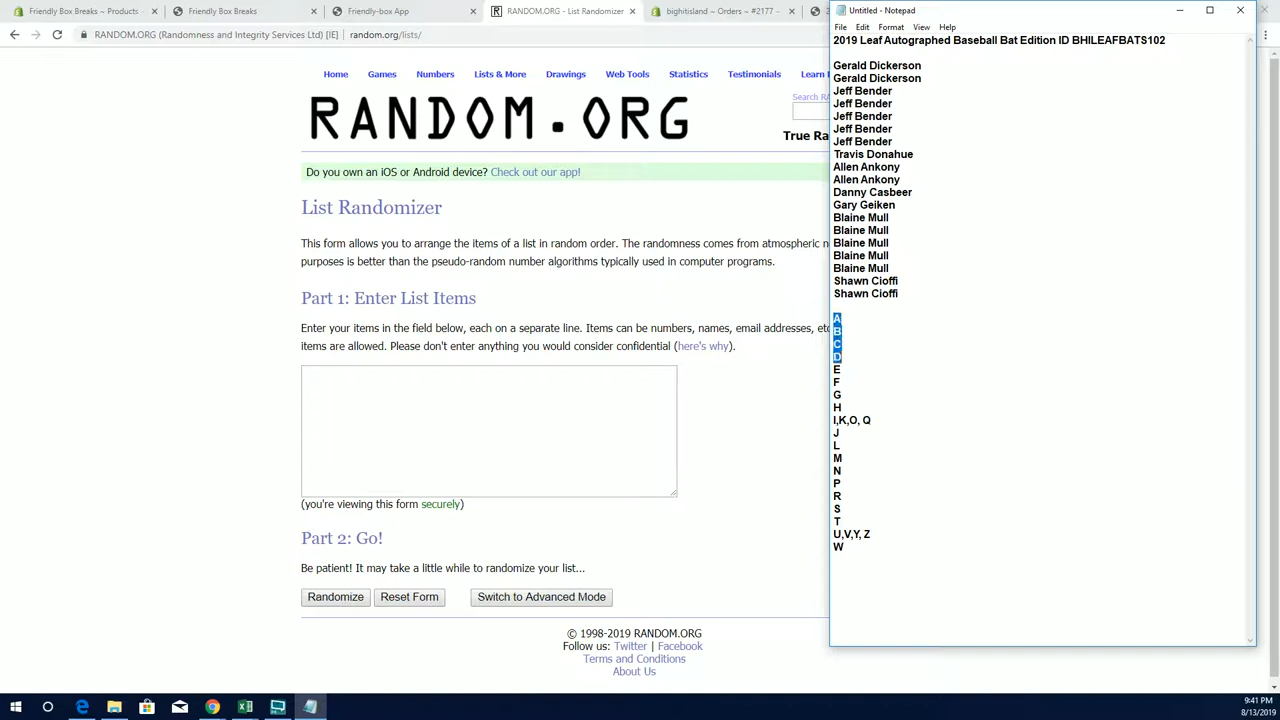 Friendly Box Breaks ~ Products
Friendly Box Breaks
Friendly-box App
RANDOM.ORG - List Randomizer
bighitisland ~ Orders ~ #2177 ~
RANDOM.ORG (Randomness and Integrity Services Ltd) [IE] | random.org/lists/
Home Games Numbers Lists & More Drawings Web Tools Statistics Testimonials Learn
RANDOM.ORG
Search RA
True Ra
Do you own an iOS or Android device? Check out our app!
List Randomizer
This form allows you to arrange the items of a list in random order. The randomness comes from atmospheric n
purposes is better than the pseudo-random number algorithms typically used in computer programs.
Part 1: Enter List Items
Enter your items in the field below, each on a separate line. Items can be numbers, names, email addresses, etc
items are allowed. Please don't enter anything you would consider confidential (here's why).
(you're viewing this form securely)
Part 2: Go!
Be patient! It may take a little while to randomize your list...
Randomize Reset Form Switch to Advanced Mode
© 1998-2019 RANDOM.ORG
Follow us: Twitter | Facebook
Terms and Conditions
About Us
Untitled - Notepad
File Edit Format View Help
2019 Leaf Autographed Baseball Bat Edition ID BHILEAFBATS102
Gerald Dickerson
Gerald Dickerson
Jeff Bender
Jeff Bender
Jeff Bender
Jeff Bender
Jeff Bender
Travis Donahue
Allen Ankony
Allen Ankony
Danny Casbeer
Gary Geiken
Blaine Mull
Blaine Mull
Blaine Mull
Blaine Mull
Blaine Mull
Shawn Cioffi
Shawn Cioffi
A
B
C
D
E
F
G
H
I,K,O, Q
J
L
M
N
P
R
S
T
U,V,Y, Z
W
9:41 PM
8/13/2019